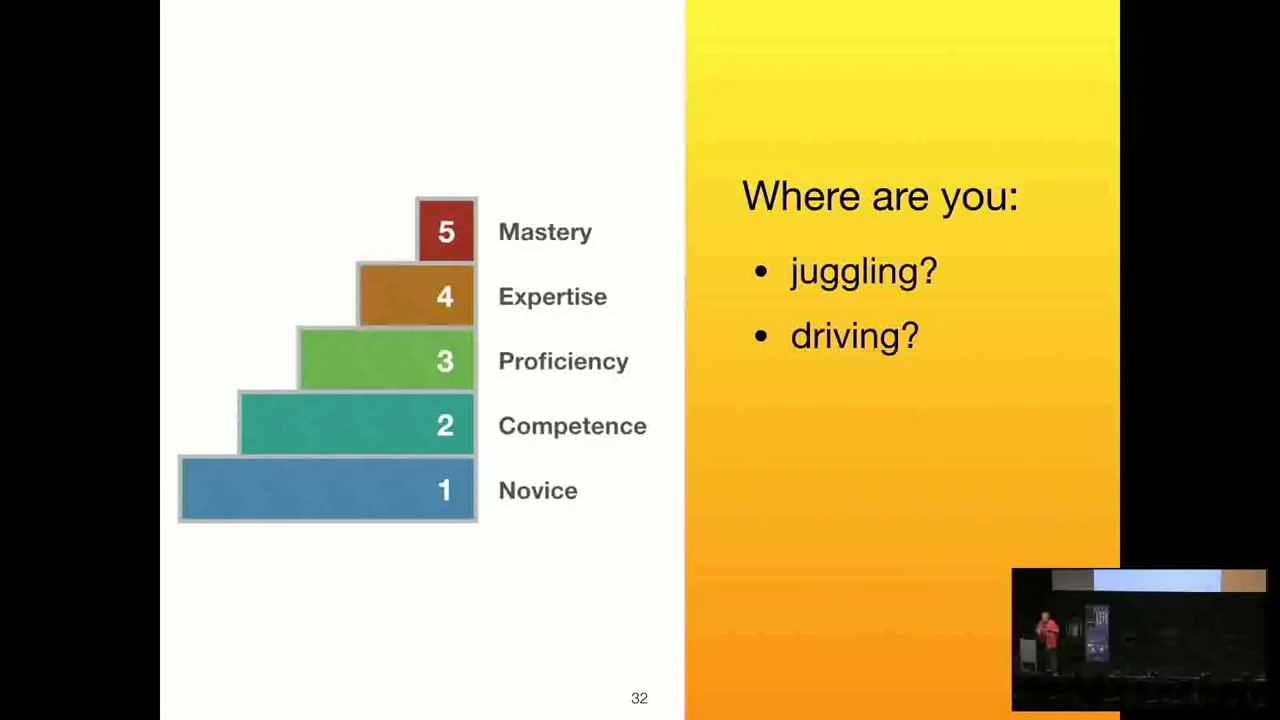 5 Mastery
4 Expertise
3 Proficiency
2 Competence
1 Novice
32
Where are you:
• juggling?
• driving?